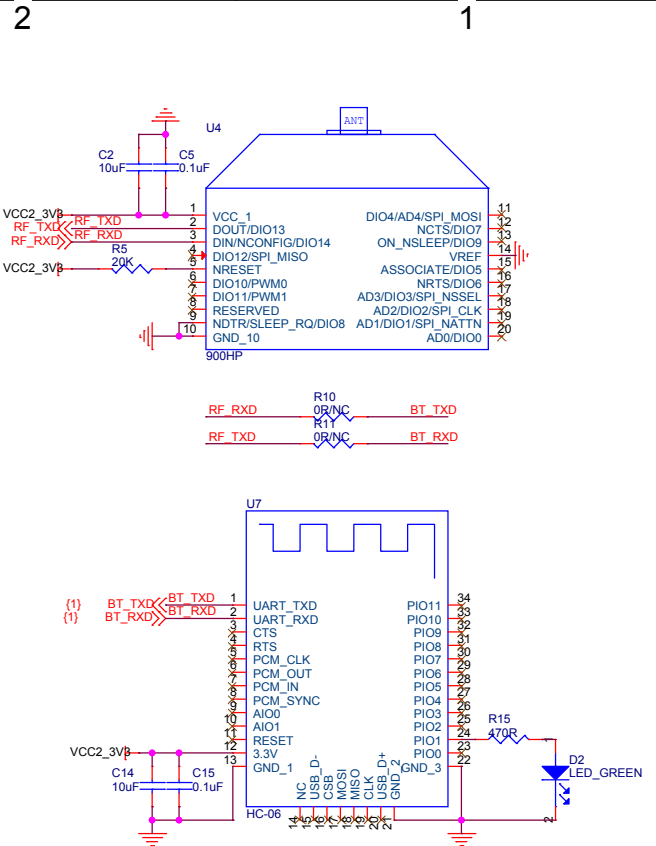 2 1
ANT
U4
C2 C5
10uF 0.1uF
VCC2_3V3 1 VCC_1 DIO4/AD4/SPI_MOSI 11
RF_TXD RF_TXD 2 DOUT/DIO13 NCTS/DIO7 12
RF_RXD RF_RXD 3 DIN/NCONFIG/DIO14 ON_NSLEEP/DIO9 13
4 DIO12/SPI_MISO VREF 14
VCC2_3V3 R5 20K 5 NRESET ASSOCIATE/DIO5 15
6 DIO10/PWM0 NRTS/DIO6 16
7 DIO11/PWM1 AD3/DIO3/SPI_NSSEL 17
8 RESERVED AD2/DIO2/SPI_CLK 18
9 NDTR/SLEEP_RQ/DIO8 AD1/DIO1/SPI_NATTN 19
10 GND_10 AD0/DIO0 20
900HP
R10
RF_RXD 0R/NC BT_TXD
R11
RF_TXD 0R/NC BT_RXD
U7
{1} BT_TXD BT_TXD 1 UART_TXD PIO11 34
{1} BT_RXD BT_RXD 2 UART_RXD PIO10 33
3 CTS PIO9 32
4 RTS PIO8 31
5 PCM_CLK PIO7 30
6 PCM_OUT PIO6 29
7 PCM_IN PIO5 28
8 PCM_SYNC PIO4 27
9 AIO0 PIO3 26
10 AIO1 PIO2 25
11 RESET PIO1 24 R15 470R 1
VCC2_3V3 12 3.3V PIO0 23
13 GND_1 GND_3 22
D2
LED_GREEN
2
C14 C15
10uF 0.1uF
NC USB_D- CSB MOSI MISO CLK USB_D+ GND_2
HC-06
14 15 16 17 18 19 20 21